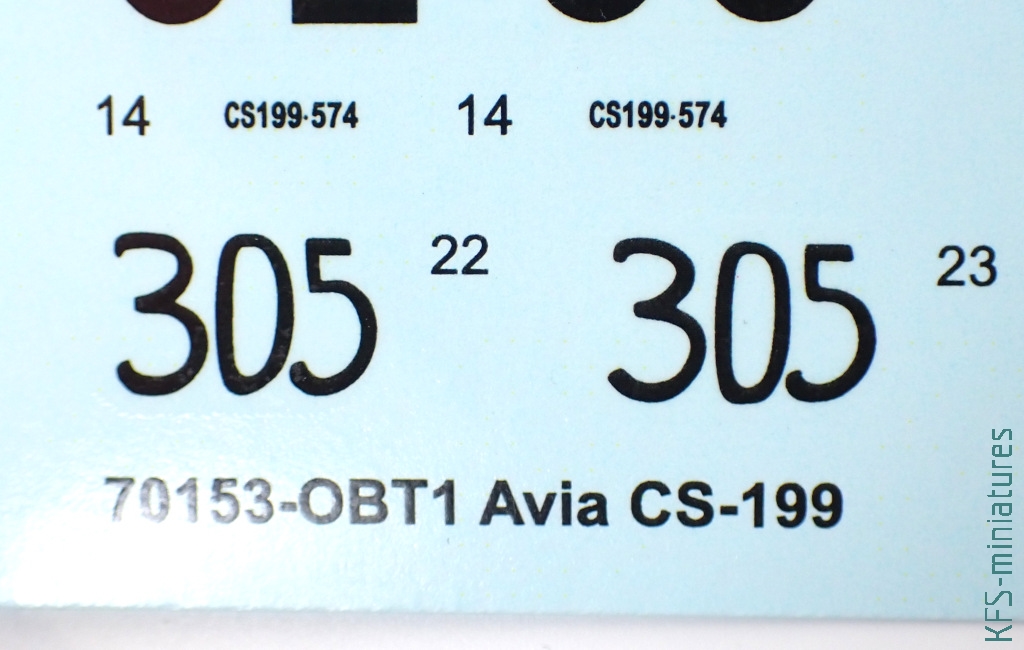 14 CS199·574 14 CS199·574
305 22 305 23
70153-OBT1 Avia CS-199
KFS-miniatures